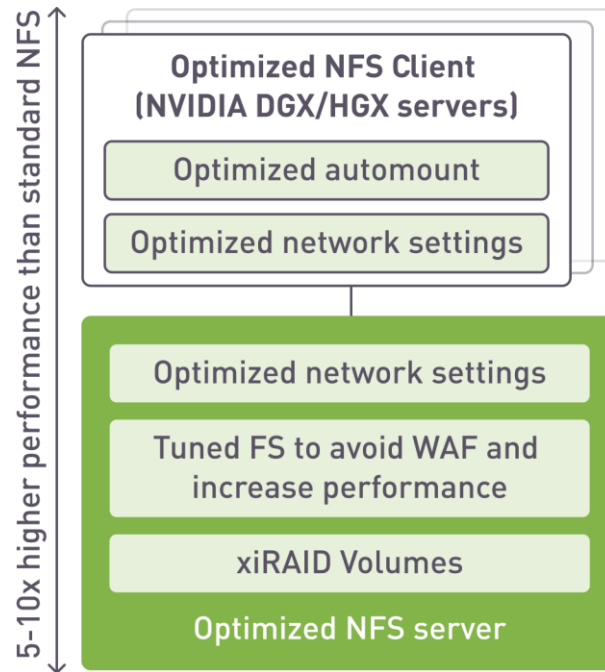 5-10x higher performance than standard NFS
Optimized NFS Client
(NVIDIA DGX/HGX servers)
Optimized automount
Optimized network settings
Optimized network settings
Tuned FS to avoid WAF and
increase performance
xiRAID Volumes
Optimized NFS server